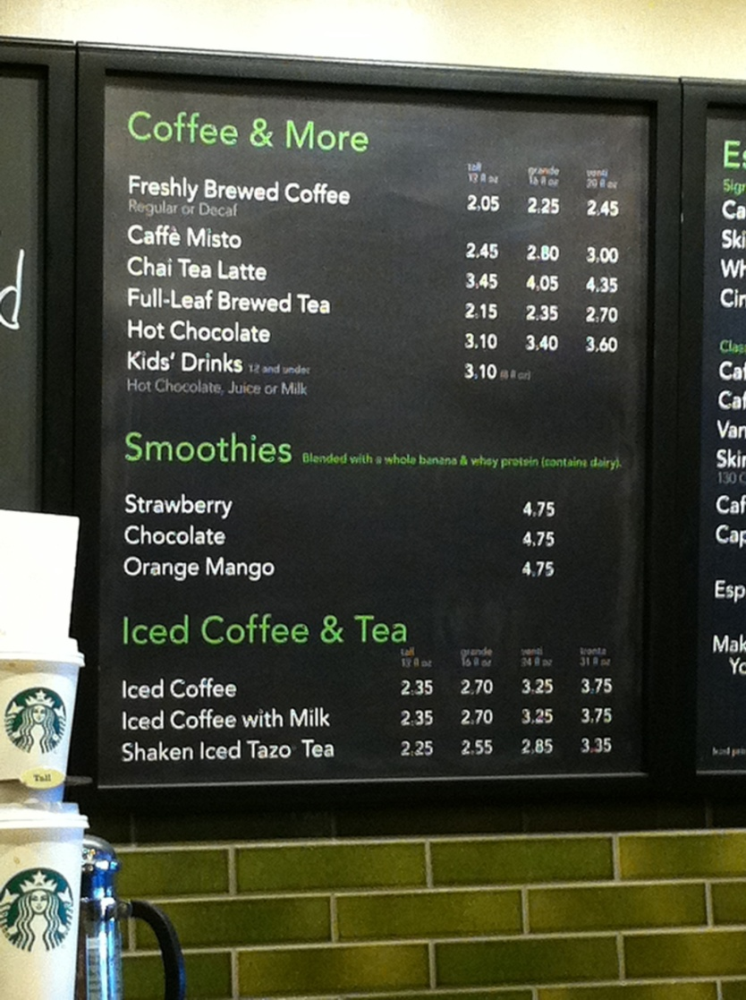 Coffee & More
tall grande venti
12 fl oz 16 fl oz 20 fl oz
Freshly Brewed Coffee 2.05 2.25 2.45
Regular or Decaf
Caffè Misto 2.45 2.80 3.00
Chai Tea Latte 3.45 4.05 4.35
Full-Leaf Brewed Tea 2.15 2.35 2.70
Hot Chocolate 3.10 3.40 3.60
Kids' Drinks 12 and under 3.10 (8 fl oz)
Hot Chocolate, Juice or Milk
Smoothies Blended with a whole banana & whey protein (contains dairy).
Strawberry 4.75
Chocolate 4.75
Orange Mango 4.75
Iced Coffee & Tea
tall grande venti trenta
12 fl oz 16 fl oz 24 fl oz 31 fl oz
Iced Coffee 2.35 2.70 3.25 3.75
Iced Coffee with Milk 2.35 2.70 3.25 3.75
Shaken Iced Tazo Tea 2.25 2.55 2.85 3.35
d
Es
Sign
Ca
Ski
Wh
Cin
Clas
Caf
Caf
Van
Skin
130 C
Caf
Cap
Esp
Mak
Yo
Tall